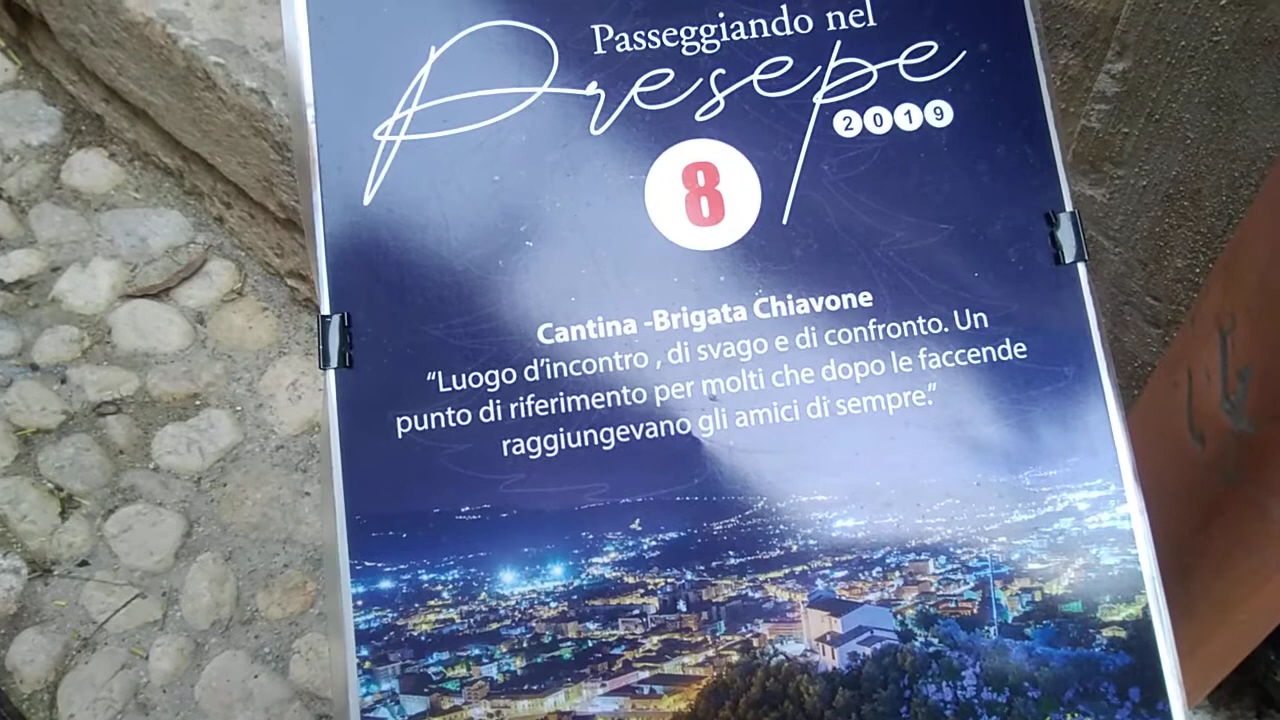 Passeggiando nel
Presepe
2019
8
Cantina -Brigata Chiavone
“Luogo d’incontro , di svago e di confronto. Un
punto di riferimento per molti che dopo le faccende
raggiungevano gli amici di sempre.”